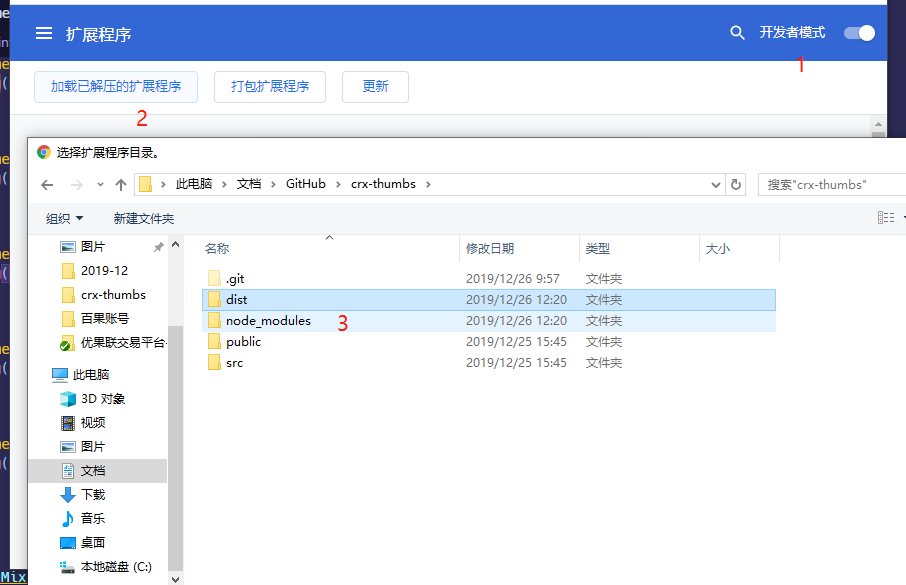 扩展程序
开发者模式
1
加载已解压的扩展程序
打包扩展程序
更新
2
选择扩展程序目录。
此电脑 › 文档 › GitHub › crx-thumbs ›
搜索"crx-thumbs"
组织
新建文件夹
图片
2019-12
crx-thumbs
百果账号
优果联交易平台
此电脑
3D 对象
视频
图片
文档
下载
音乐
桌面
本地磁盘 (C:)
名称 修改日期 类型 大小
.git 2019/12/26 9:57 文件夹
dist 2019/12/26 12:20 文件夹
node_modules 2019/12/26 12:20 文件夹
3
public 2019/12/25 15:45 文件夹
src 2019/12/25 15:45 文件夹
Mix